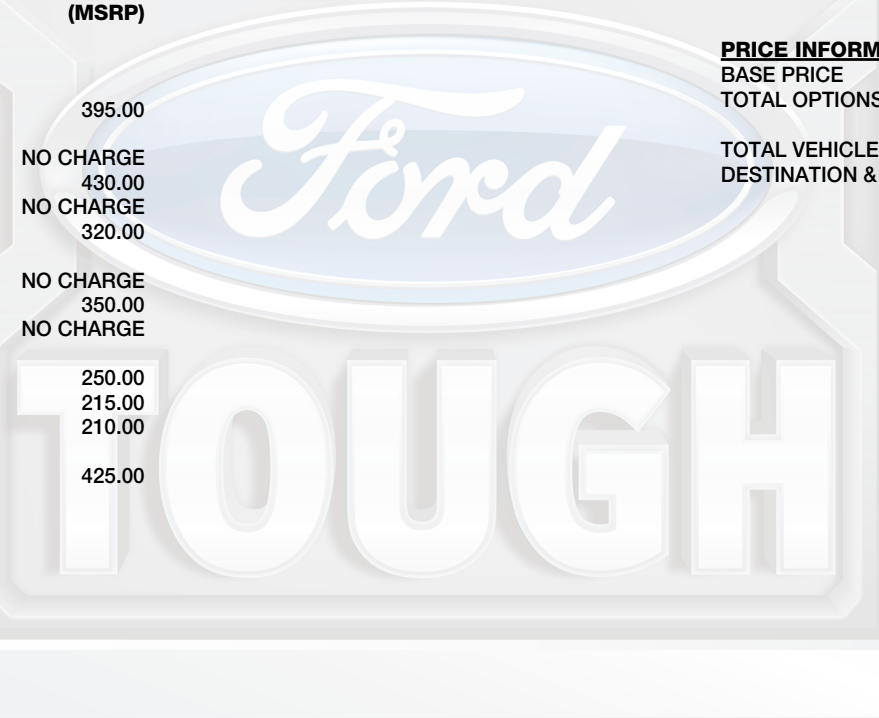 (MSRP)
395.00
NO CHARGE
430.00
NO CHARGE
320.00
NO CHARGE
350.00
NO CHARGE
250.00
215.00
210.00
425.00
PRICE INFORM
BASE PRICE
TOTAL OPTIONS
TOTAL VEHICLE
DESTINATION &
Ford
TOUGH